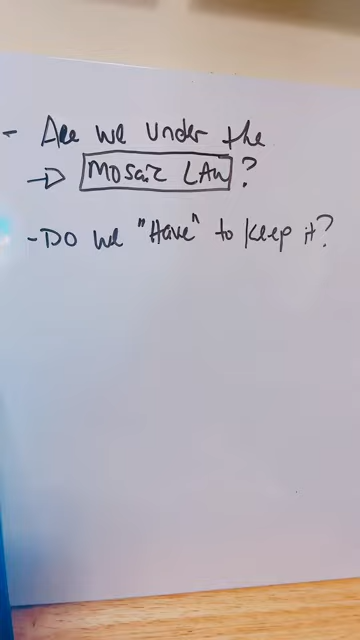 - Are we under the
→ Mosaic LAW ?
- Do we "Have" to keep it?